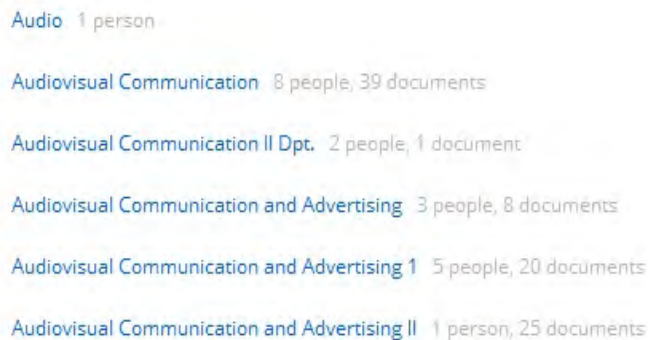 Audio 1 person
Audiovisual Communication 8 people, 39 documents
Audiovisual Communication II Dpt. 2 people, 1 document
Audiovisual Communication and Advertising 3 people, 8 documents
Audiovisual Communication and Advertising 1 5 people, 20 documents
Audiovisual Communication and Advertising II 1 person, 25 documents